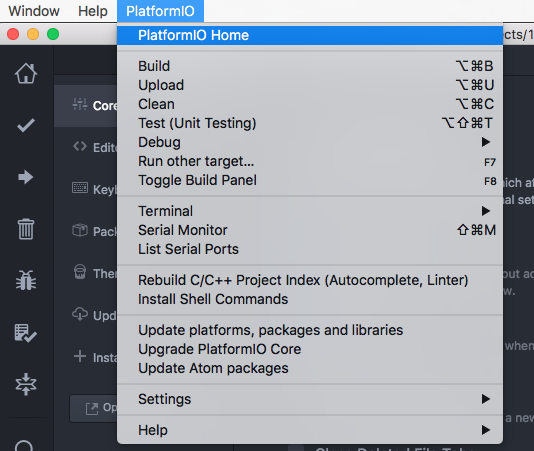 Window Help PlatformIO
PlatformIO Home
cts/1
Build ⌥⌘B
Upload ⌥⌘U
Clean ⌥⌘C
Test (Unit Testing) ⌥⇧⌘T
Debug
Run other target... F7
Toggle Build Panel F8
Terminal
Serial Monitor ⇧⌘M
List Serial Ports
Rebuild C/C++ Project Index (Autocomplete, Linter)
Install Shell Commands
Update platforms, packages and libraries
Upgrade PlatformIO Core
Update Atom packages
Settings
Help
Core
Edito
Keyb
Pack
Ther
Upd
Insta
Op
ich af
al set
out ac
w.
when
a new